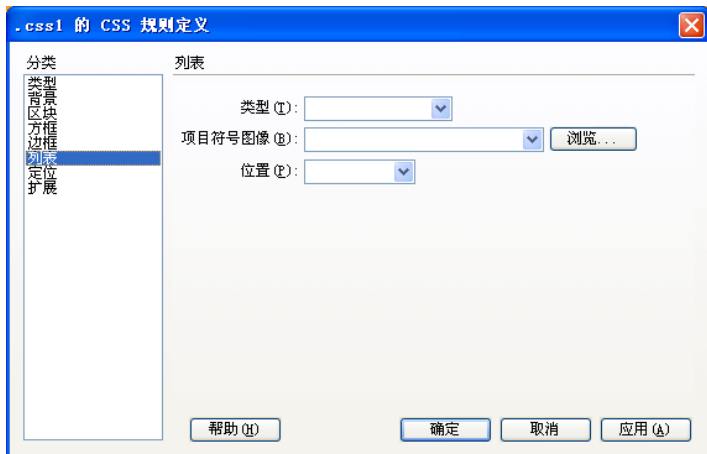 .css1 的 CSS 规则定义
分类
类型
背景
区块
方框
边框
列表
定位
扩展
列表
类型(T):
项目符号图像(B):
浏览...
位置(P):
帮助(H)
确定
取消
应用(A)